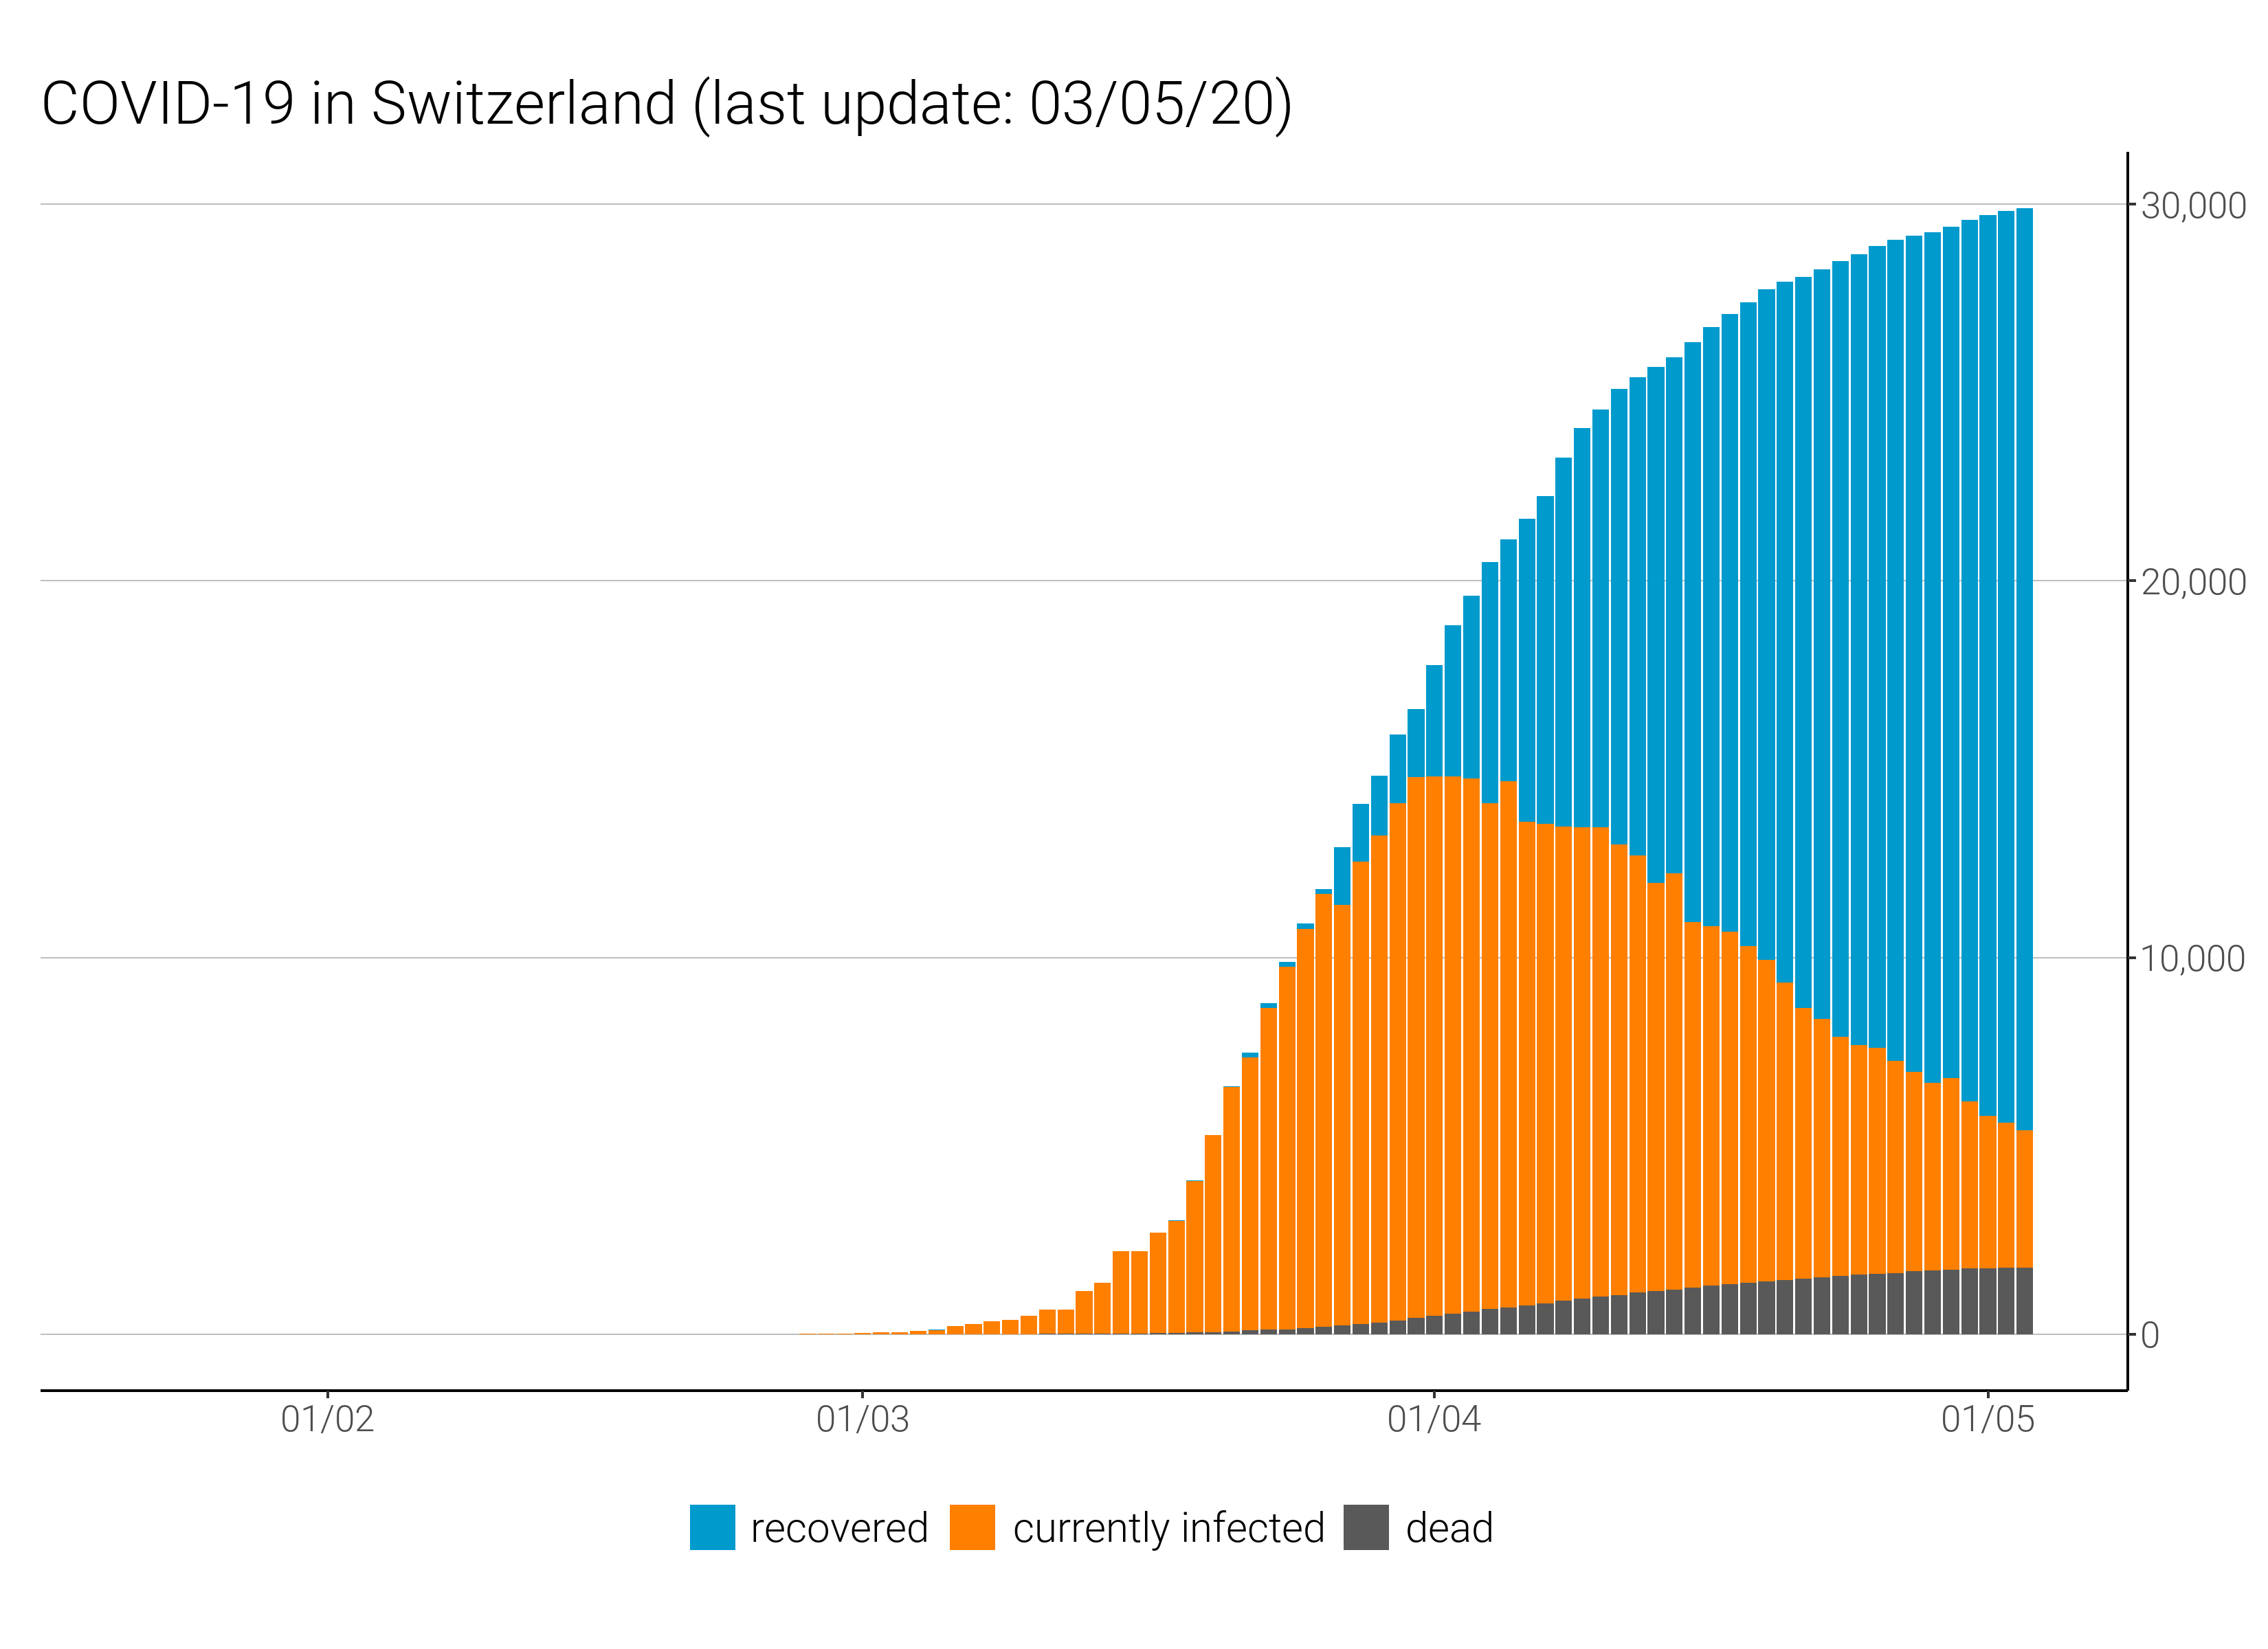 COVID-19 in Switzerland (last update: 03/05/20)
30,000
20,000
10,000
0
01/02 01/03 01/04 01/05
recovered currently infected dead